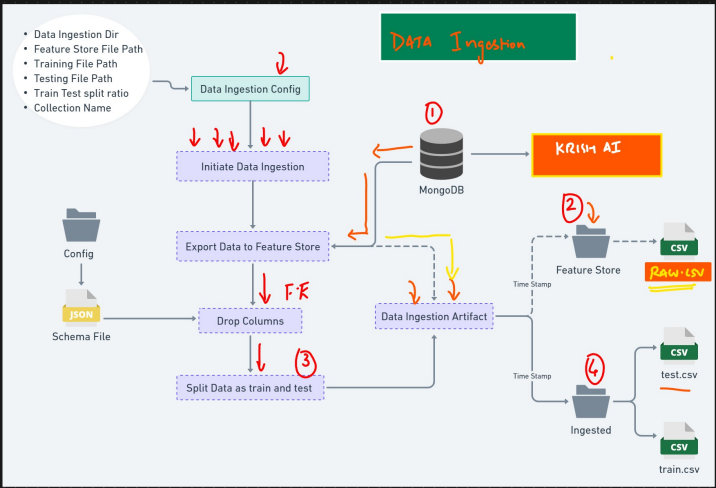 DATA Ingestion
• Data Ingestion Dir
• Feature Store File Path
• Training File Path
• Testing File Path
• Train Test split ratio
• Collection Name
Data Ingestion Config
1
KRISH AI
MongoDB
Initiate Data Ingestion
2
Config
Export Data to Feature Store
Feature Store
CSV
RAW.CSV
Time Stamp
F.E
JSON
Schema File
Drop Columns
Data Ingestion Artifact
CSV
test.csv
3
4
Split Data as train and test
Time Stamp
Ingested
CSV
train.csv